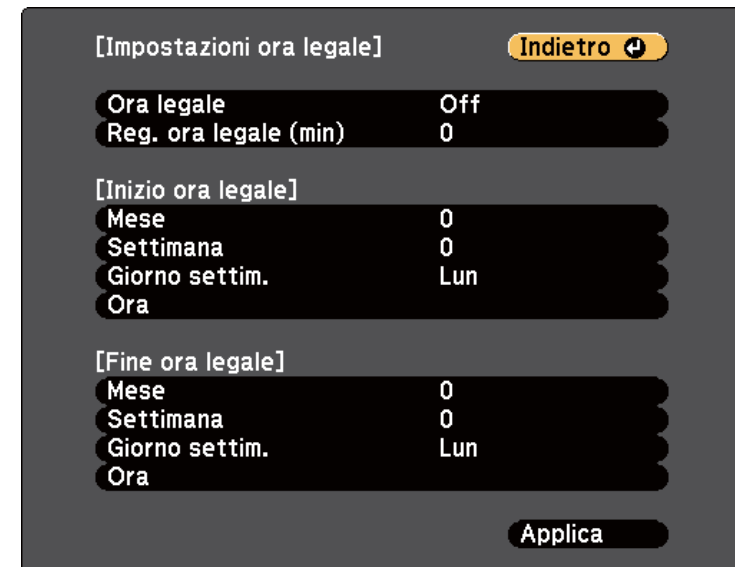 [Impostazioni ora legale] Indietro
Ora legale Off
Reg. ora legale (min) 0
[Inizio ora legale]
Mese 0
Settimana 0
Giorno settim. Lun
Ora
[Fine ora legale]
Mese 0
Settimana 0
Giorno settim. Lun
Ora
Applica